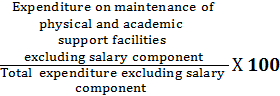 Expenditure on maintenance of
physical and academic
support facilities
excluding salary component
Total expenditure excluding salary
component
X 100